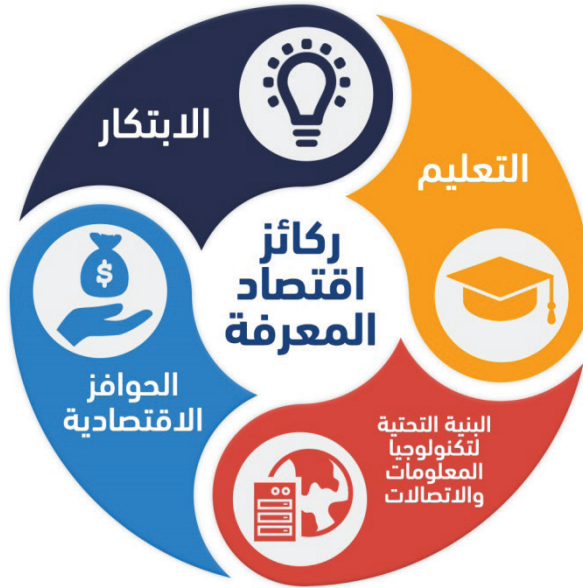 ركائز
اقتصاد
المعرفة
الابتكار
التعليم
البنية التحتية
لتكنولوجيا
المعلومات
والاتصالات
الحوافز
الاقتصادية
$